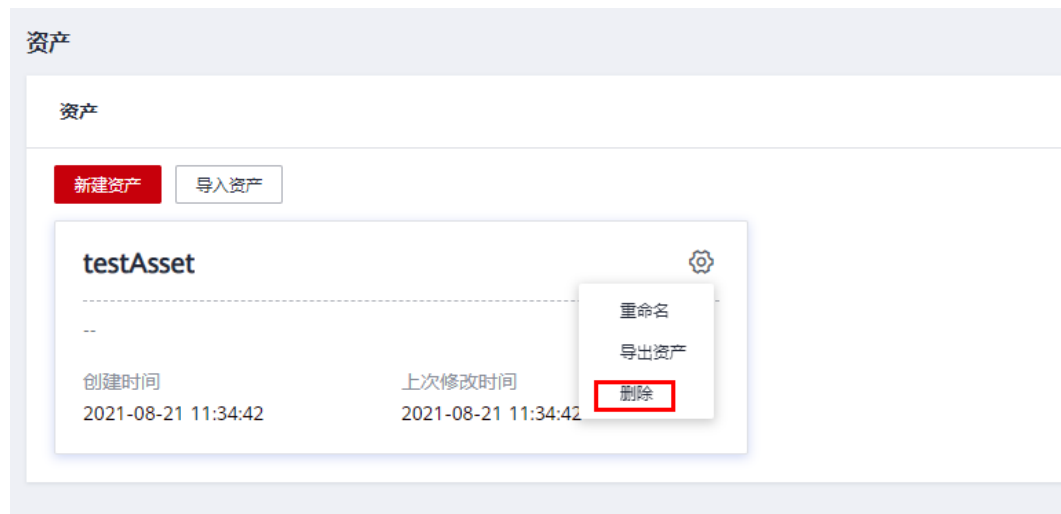 资产
资产
新建资产 导入资产
testAsset
重命名
--
导出资产
创建时间 上次修改时间
删除
2021-08-21 11:34:42 2021-08-21 11:34:42